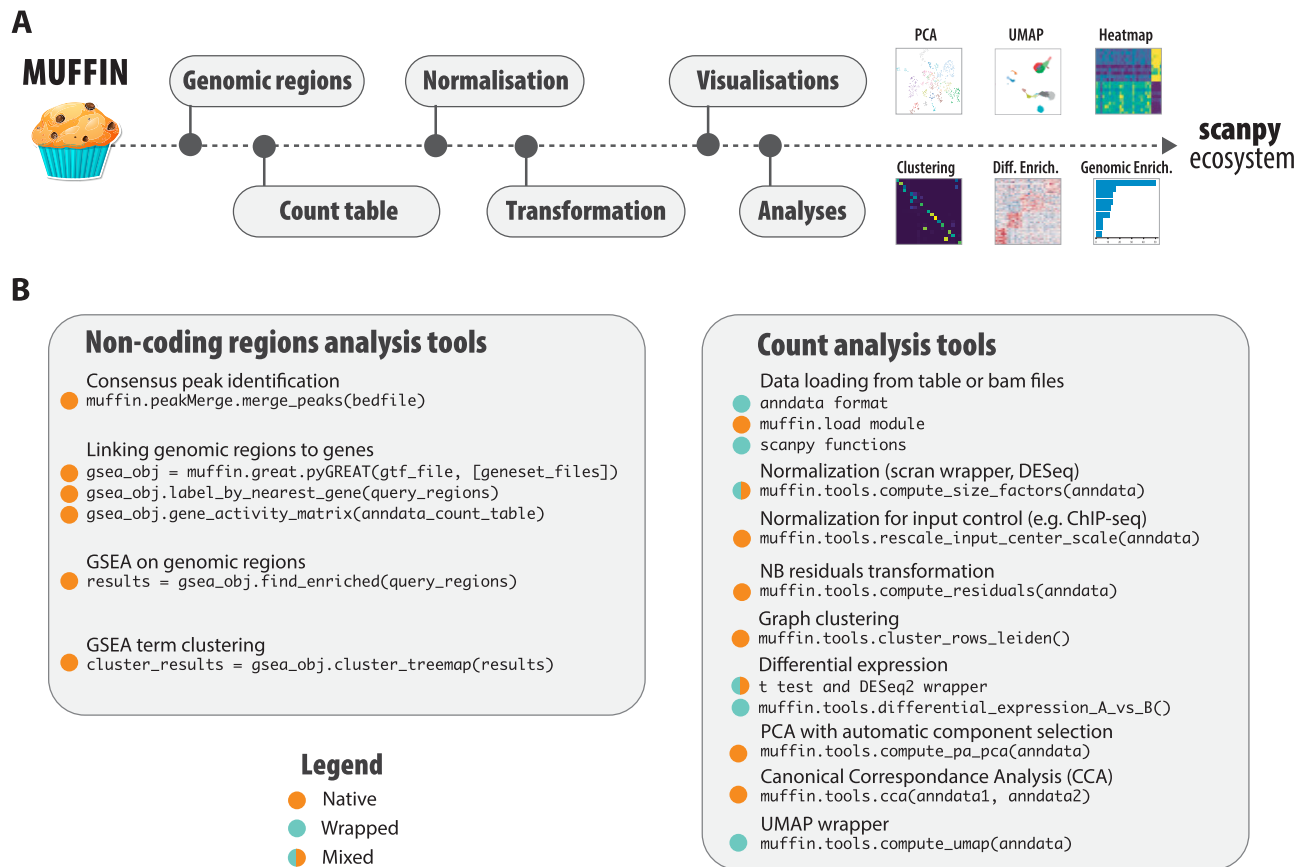 A
MUFFIN
Genomic regions
Normalisation
Visualisations
Count table
Transformation
Analyses
PCA
UMAP
Heatmap
Clustering
Diff. Enrich.
Genomic Enrich.
scanpy
ecosystem
B
Non-coding regions analysis tools
Consensus peak identification
muffin.peakMerge.merge_peaks(bedfile)
Linking genomic regions to genes
gsea_obj = muffin.great.pyGREAT(gtf_file, [geneset_files])
gsea_obj.label_by_nearest_gene(query_regions)
gsea_obj.gene_activity_matrix(anndata_count_table)
GSEA on genomic regions
results = gsea_obj.find_enriched(query_regions)
GSEA term clustering
cluster_results = gsea_obj.cluster_treemap(results)
Legend
Native
Wrapped
Mixed
Count analysis tools
Data loading from table or bam files
anndata format
muffin.load module
scanpy functions
Normalization (scran wrapper, DESeq)
muffin.tools.compute_size_factors(anndata)
Normalization for input control (e.g. ChIP-seq)
muffin.tools.rescale_input_center_scale(anndata)
NB residuals transformation
muffin.tools.compute_residuals(anndata)
Graph clustering
muffin.tools.cluster_rows_leiden()
Differential expression
t test and DESeq2 wrapper
muffin.tools.differential_expression_A_vs_B()
PCA with automatic component selection
muffin.tools.compute_pa_pca(anndata)
Canonical Correspondance Analysis (CCA)
muffin.tools.cca(anndata1, anndata2)
UMAP wrapper
muffin.tools.compute_umap(anndata)